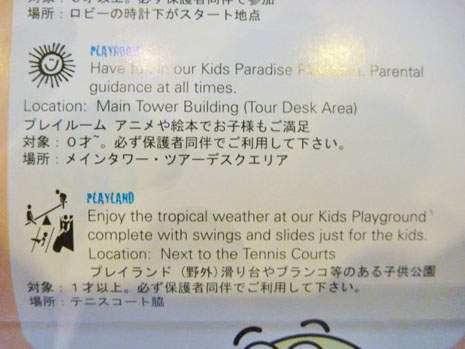 場所：ロビーの時計下がスタート地点
PLAYROOM
Have fun in our Kids Paradise Playroom. Parental
guidance at all times.
Location: Main Tower Building (Tour Desk Area)
プレイルーム アニメや絵本でお子様もご満足
対象：０才~。必ず保護者同伴でご利用して下さい。
場所：メインタワー・ツアーデスクエリア
PLAYLAND
Enjoy the tropical weather at our Kids Playground
complete with swings and slides just for the kids.
Location: Next to the Tennis Courts
プレイランド（野外）滑り台やブランコ等のある子供公園
対象：１才以上。必ず保護者同伴でご利用して下さい。
場所：テニスコート脇